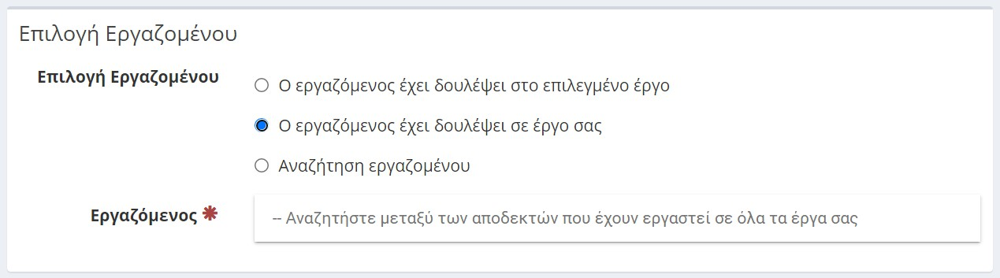 Επιλογή Εργαζομένου
Επιλογή Εργαζομένου
Ο εργαζόμενος έχει δουλέψει στο επιλεγμένο έργο
Ο εργαζόμενος έχει δουλέψει σε έργο σας
Αναζήτηση εργαζομένου
Εργαζόμενος *
-- Αναζητήστε μεταξύ των αποδεκτών που έχουν εργαστεί σε όλα τα έργα σας